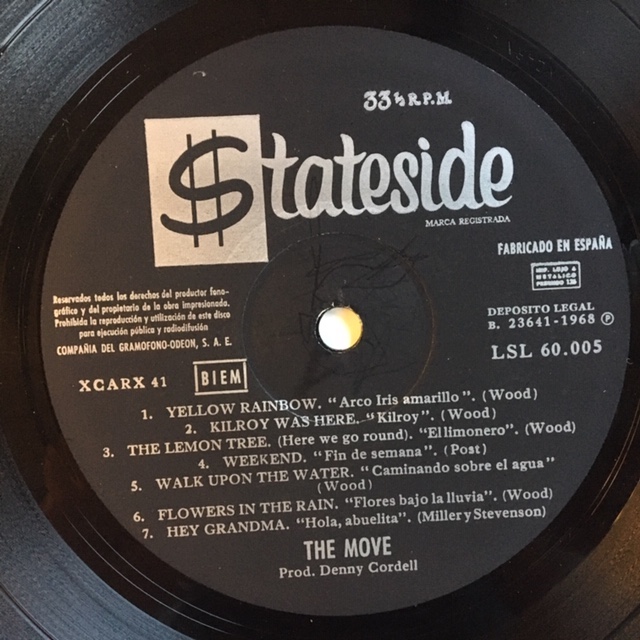 33⅓ R.P.M.
$tateside
MARCA REGISTRADA
FABRICADO EN ESPAÑA
IMP. LUJO A
METALICO
PERMISO 120
Reservados todos los derechos del productor fono-
gráfico y del propietario de la obra impresionada.
Prohibida la reproducción y utilización de este disco
para ejecución pública y radiodifusión
COMPAÑIA DEL GRAMOFONO-ODEON, S. A. E.
DEPOSITO LEGAL
B. 23641-1968 Ⓟ
LSL 60.005
XCARX 41
BIEM
1. YELLOW RAINBOW. "Arco Iris amarillo". (Wood)
2. KILROY WAS HERE. "Kilroy". (Wood)
3. THE LEMON TREE. (Here we go round). "El limonero". (Wood)
4. WEEKEND. "Fin de semana". (Post)
5. WALK UPON THE WATER. "Caminando sobre el agua"
(Wood)
6. FLOWERS IN THE RAIN. "Flores bajo la lluvia". (Wood)
7. HEY GRANDMA. "Hola, abuelita". (Miller y Stevenson)
THE MOVE
Prod. Denny Cordell